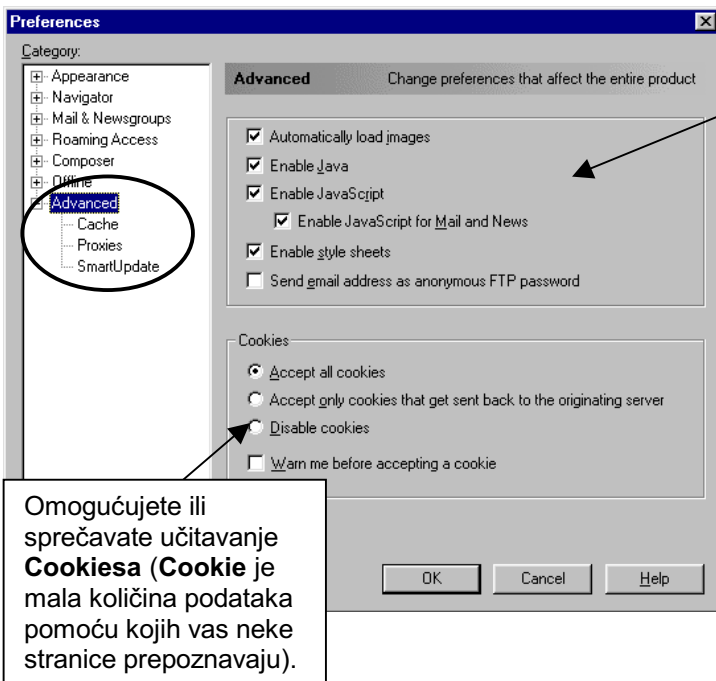 Preferences
Category:
Appearance
Navigator
Mail & Newsgroups
Roaming Access
Composer
Offline
Advanced
Cache
Proxies
SmartUpdate
Advanced Change preferences that affect the entire product
Automatically load images
Enable Java
Enable JavaScript
Enable JavaScript for Mail and News
Enable style sheets
Send email address as anonymous FTP password
Cookies
Accept all cookies
Accept only cookies that get sent back to the originating server
Disable cookies
Warn me before accepting a cookie
Omogućujete ili
sprečavate učitavanje
Cookiesa (Cookie je
mala količina podataka
pomoću kojih vas neke
stranice prepoznavaju).
OK Cancel Help